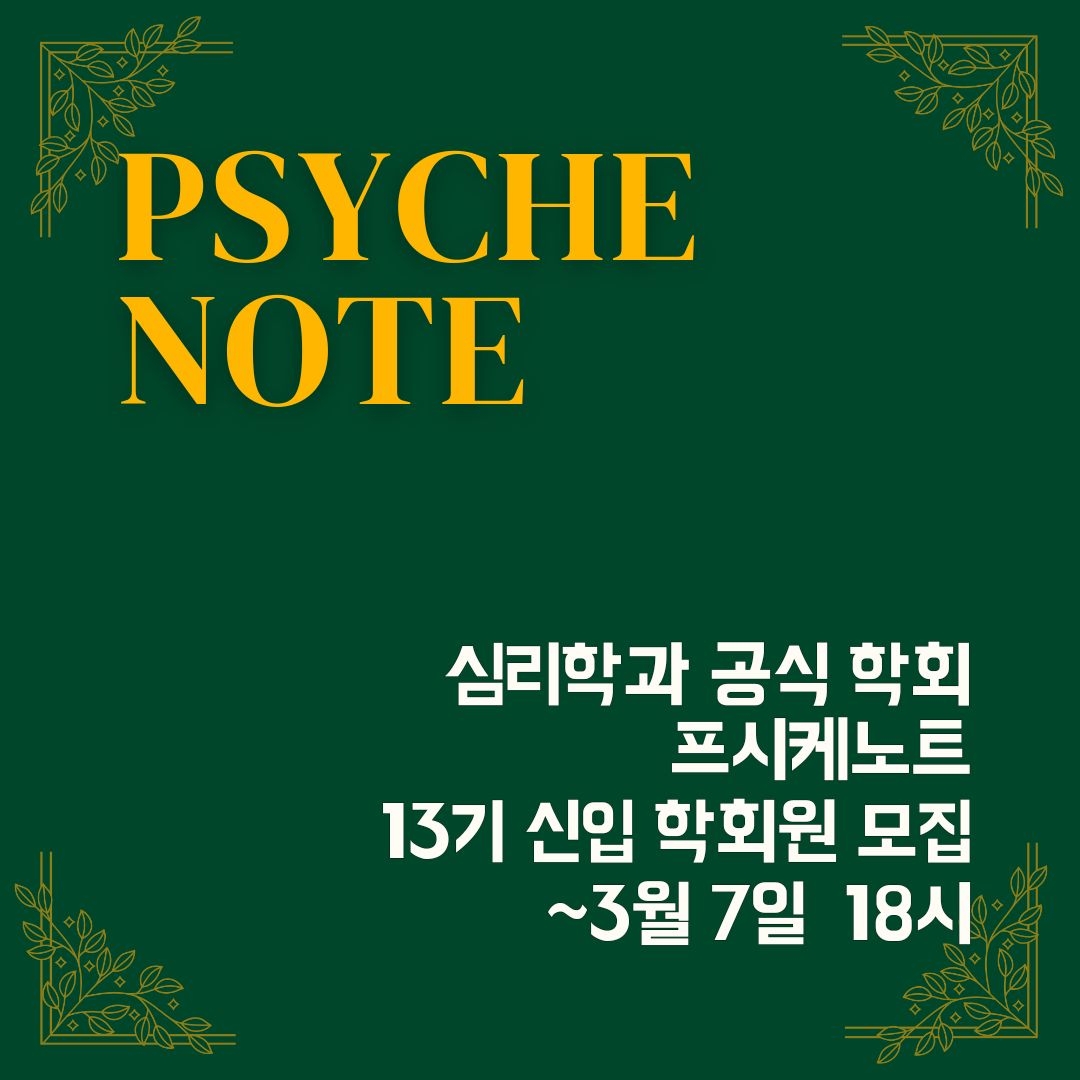 PSYCHE
NOTE
심리학과 공식 학회
프시케노트
13기 신입 학회원 모집
~3월 7일 18시